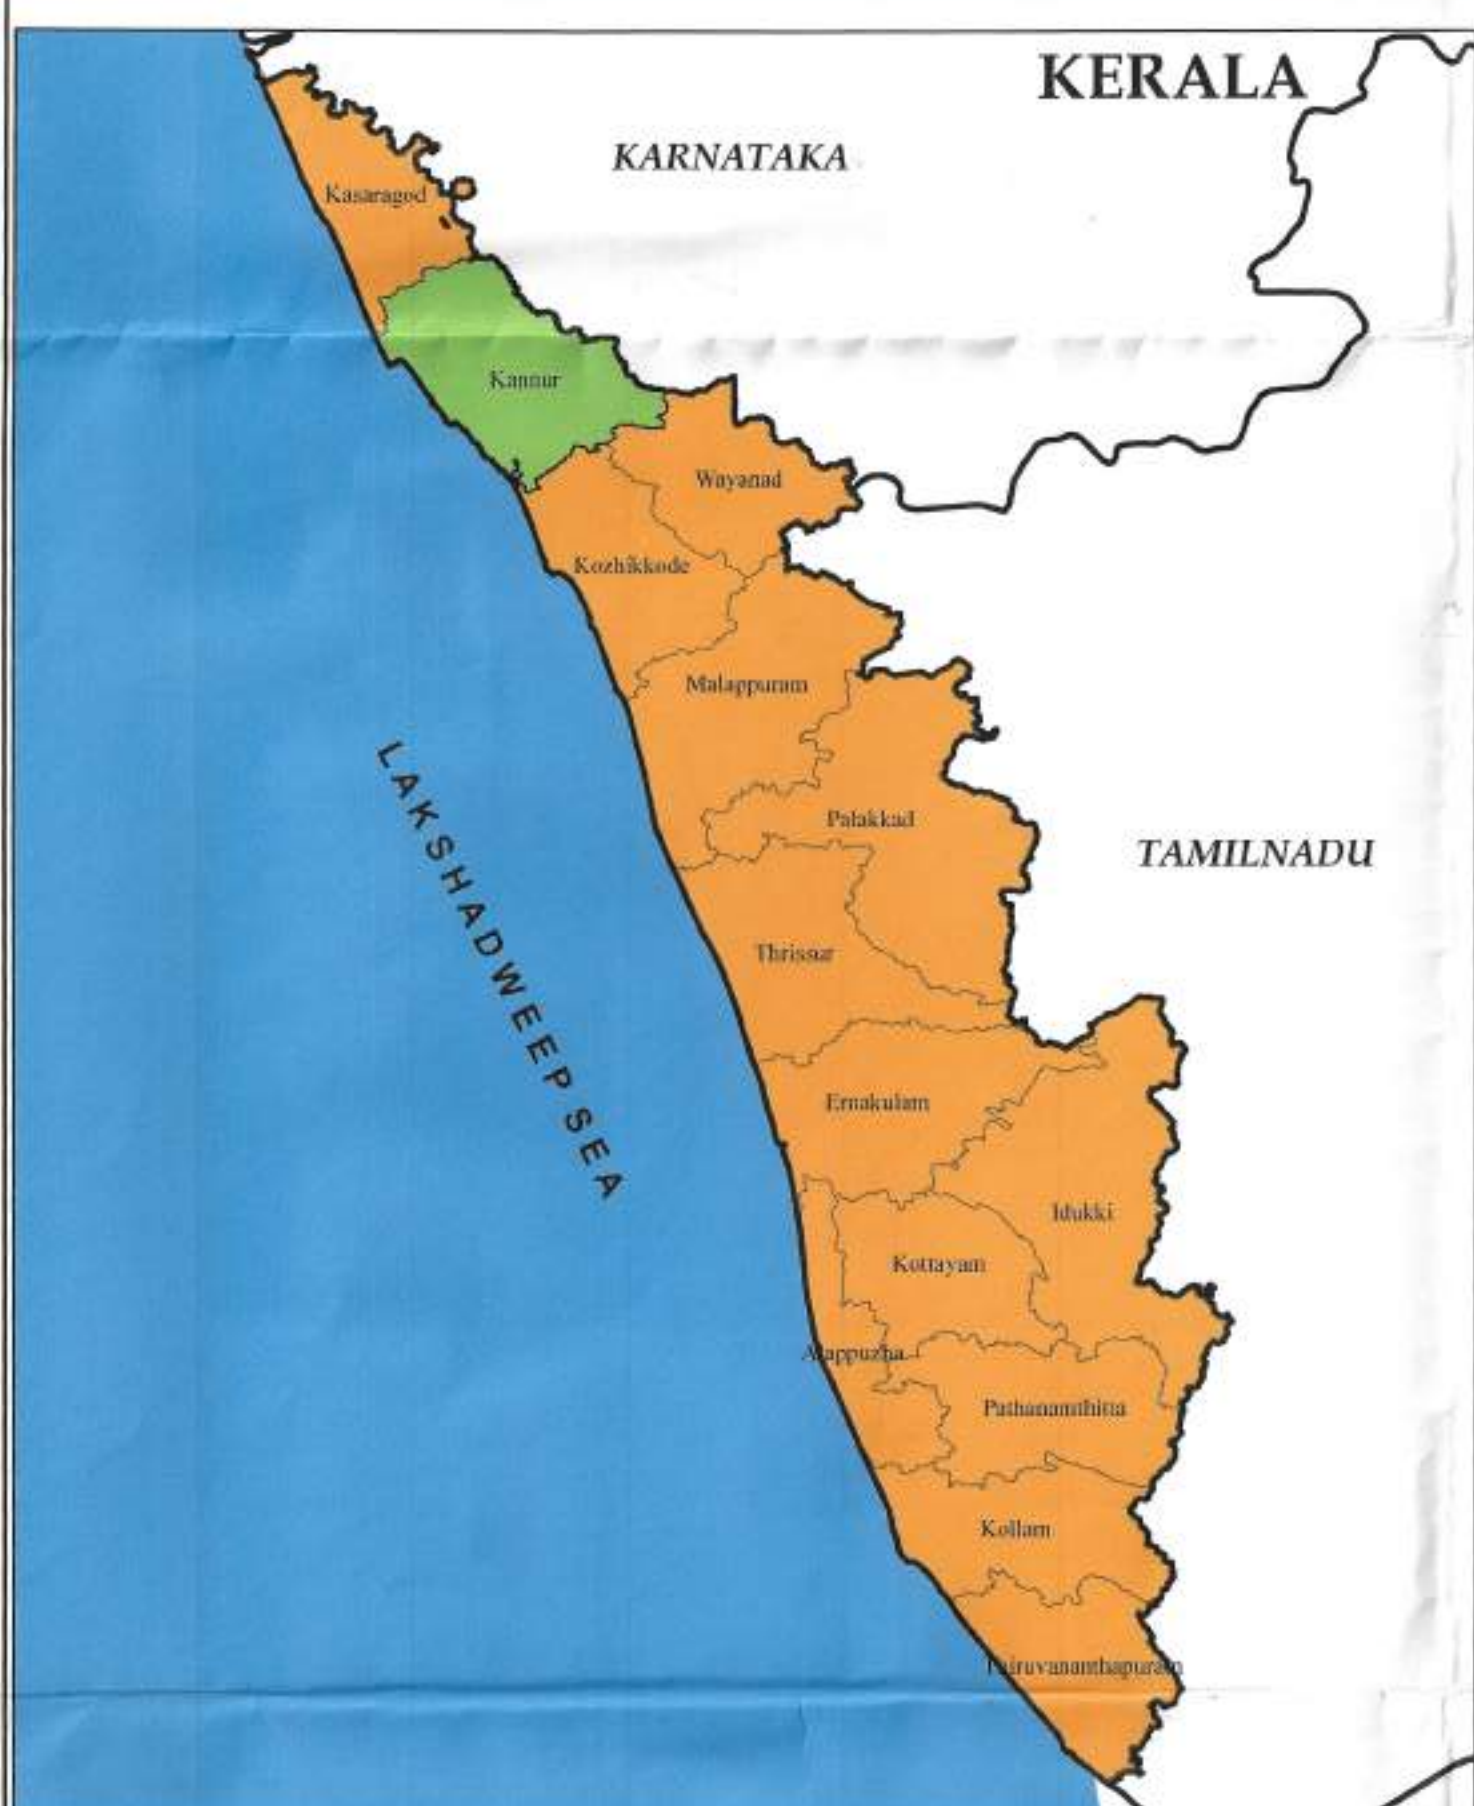 KERALA
KARNATAKA
Kasaragod
Kannur
Wayanad
Kozhikkode
Malappuram
LAKSHADWEEP SEA
Palakkad
TAMILNADU
Thrissur
Ernakulam
Idukki
Kottayam
Alappuzha
Pathanamthitta
Kollam
Thiruvananthapuram